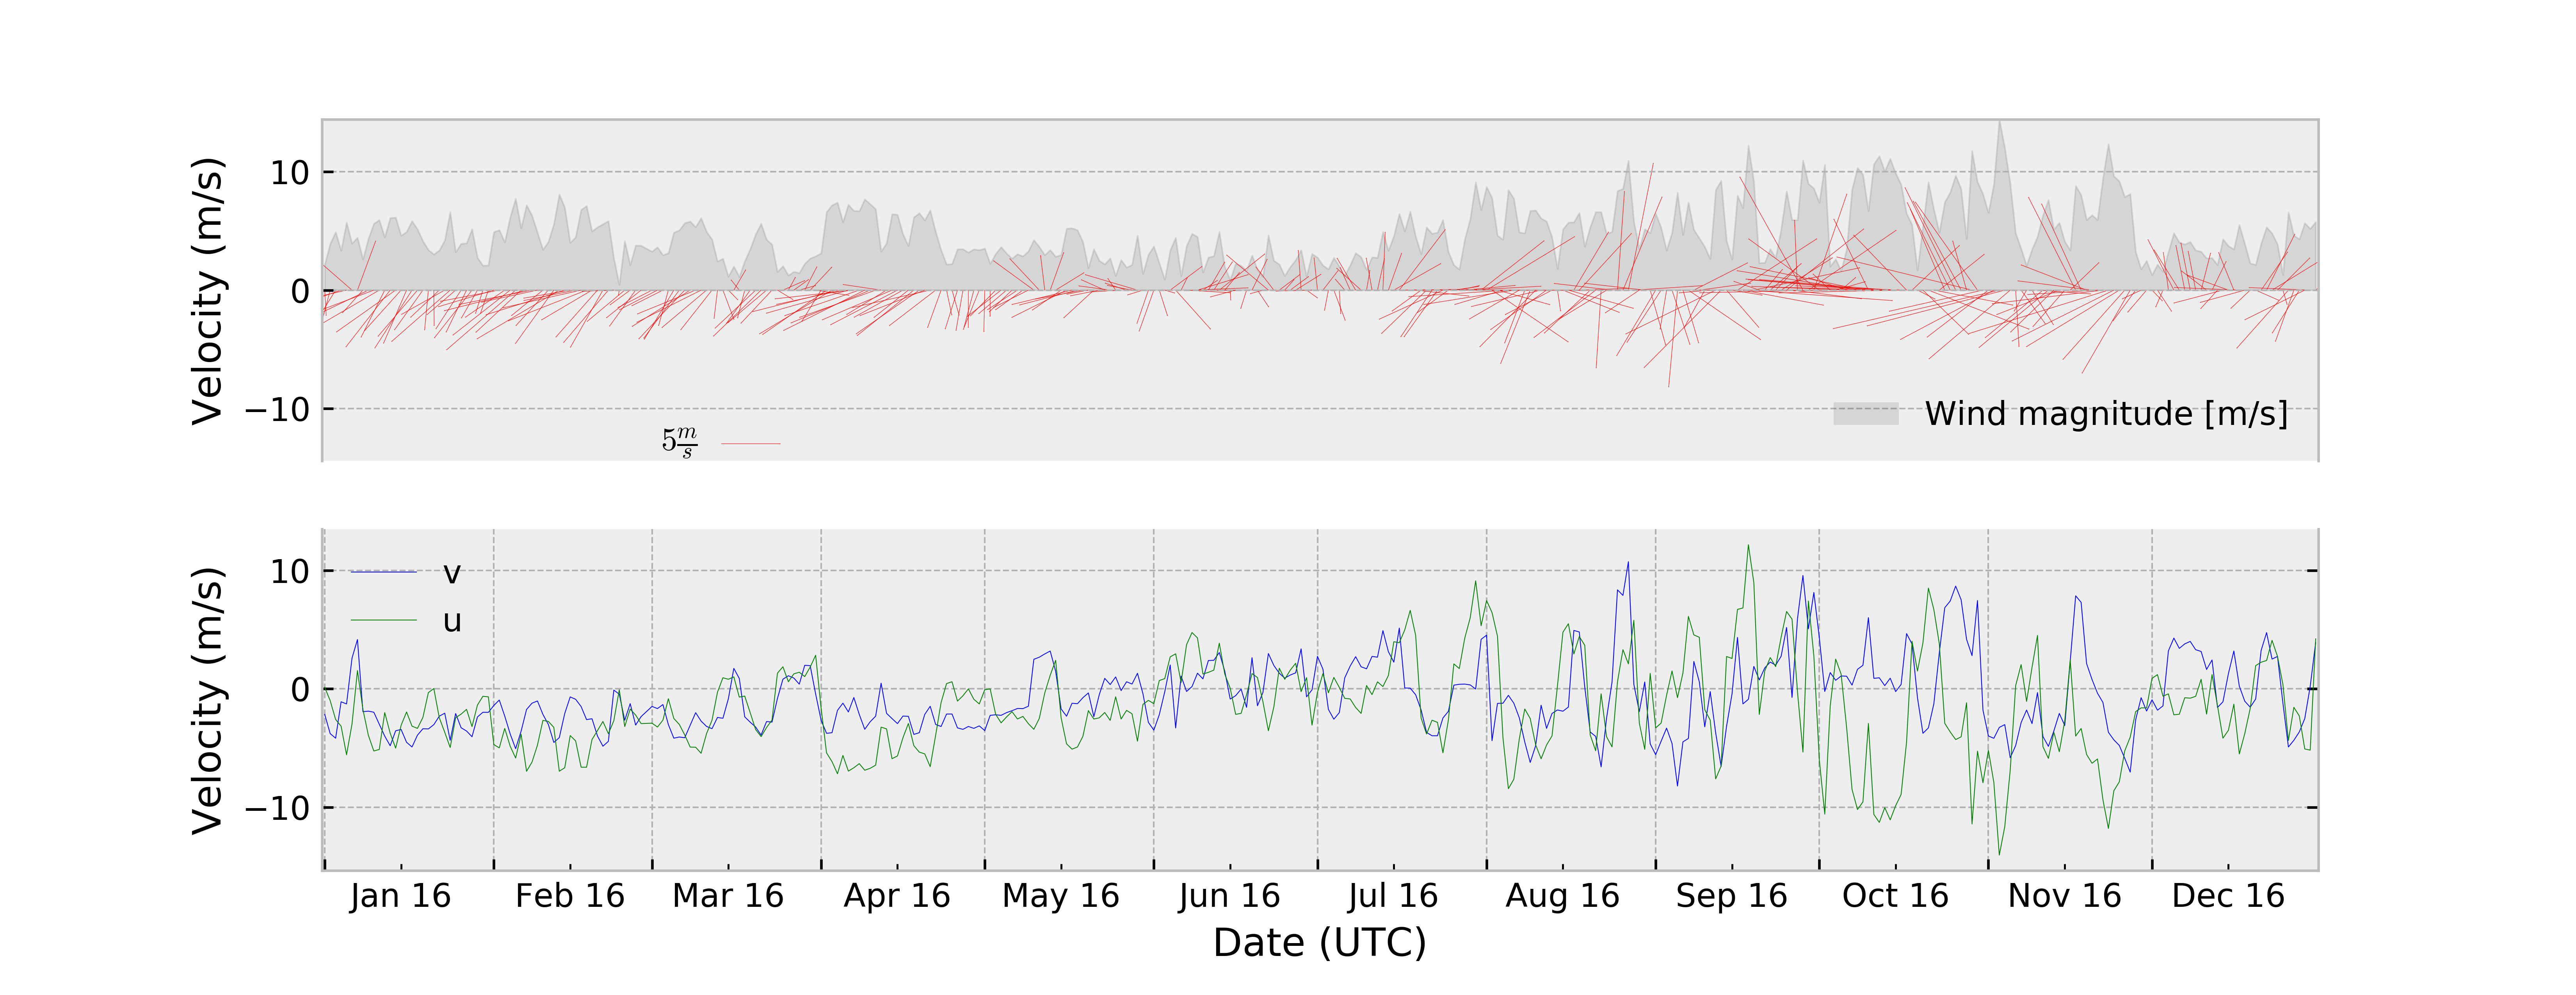 Velocity (m/s)
10
0
−10
5 m/s
Wind magnitude [m/s]
Velocity (m/s)
10
0
−10
v
u
Jan 16 Feb 16 Mar 16 Apr 16 May 16 Jun 16 Jul 16 Aug 16 Sep 16 Oct 16 Nov 16 Dec 16
Date (UTC)